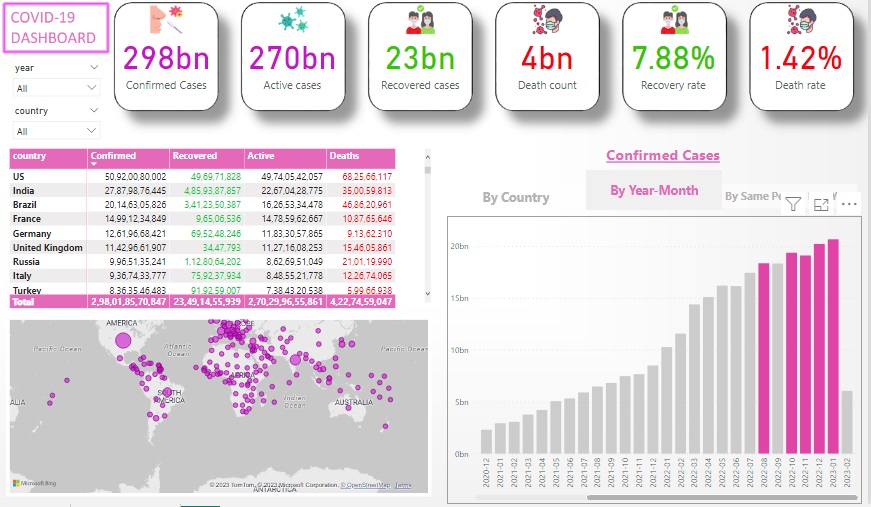 COVID-19
DASHBOARD
year
All
country
All
298bn
Confirmed Cases
270bn
Active cases
23bn
Recovered cases
4bn
Death count
7.88%
Recovery rate
1.42%
Death rate
country Confirmed Recovered Active Deaths
US 50,92,00,80,002 49,69,71,828 49,74,05,42,057 68,25,66,117
India 27,87,98,76,445 4,85,93,87,857 22,67,04,28,775 35,00,59,813
Brazil 20,14,63,05,826 3,41,23,50,387 16,26,53,34,478 46,86,20,961
France 14,99,12,34,849 9,65,06,536 14,78,59,62,667 10,87,65,646
Germany 12,61,96,68,421 69,52,48,246 11,83,30,57,865 9,13,62,310
United Kingdom 11,42,96,61,907 34,47,793 11,27,16,08,253 15,46,05,861
Russia 9,96,51,35,241 1,12,80,64,202 8,62,69,51,049 21,01,19,990
Italy 9,36,74,33,777 75,92,37,934 8,48,55,21,778 12,26,74,065
Turkey 8,36,35,46,483 91,92,59,007 7,38,43,20,538 5,99,66,938
Total 2,98,01,85,70,847 23,49,14,55,939 2,70,29,96,55,861 4,22,74,59,047
Confirmed Cases
By Country
By Year-Month
By Same Pe
20bn
15bn
10bn
5bn
0bn
2020-12
2021-01
2021-02
2021-03
2021-04
2021-05
2021-06
2021-07
2021-08
2021-09
2021-10
2021-11
2021-12
2022-01
2022-02
2022-03
2022-04
2022-05
2022-06
2022-07
2022-08
2022-09
2022-10
2022-11
2022-12
2023-01
2023-02
AMERICA
Pacific Ocean
Atlantic
Ocean
AFRICA
Pacific Ocean
SOUTH
AMERICA
Indian
Ocean
ALIA
AUSTRALIA
Microsoft Bing
© 2023 TomTom, © 2023 Microsoft Corporation, © OpenStreetMap Terms
ANTARCTICA